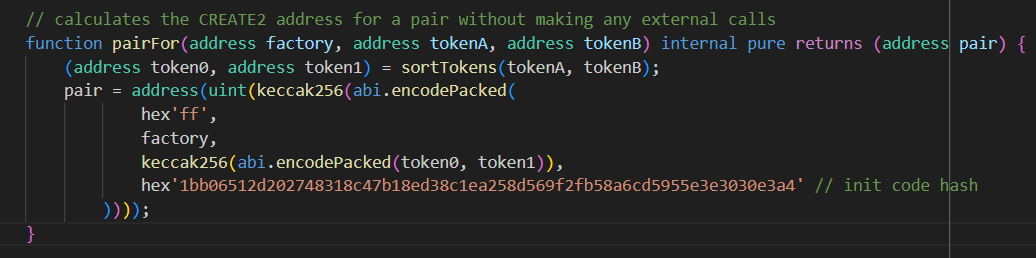 // calculates the CREATE2 address for a pair without making any external calls
function pairFor(address factory, address tokenA, address tokenB) internal pure returns (address pair) {
(address token0, address token1) = sortTokens(tokenA, tokenB);
pair = address(uint(keccak256(abi.encodePacked(
hex'ff',
factory,
keccak256(abi.encodePacked(token0, token1)),
hex'1bb06512d202748318c47b18ed38c1ea258d569f2fb58a6cd5955e3e3030e3a4' // init code hash
))));
}